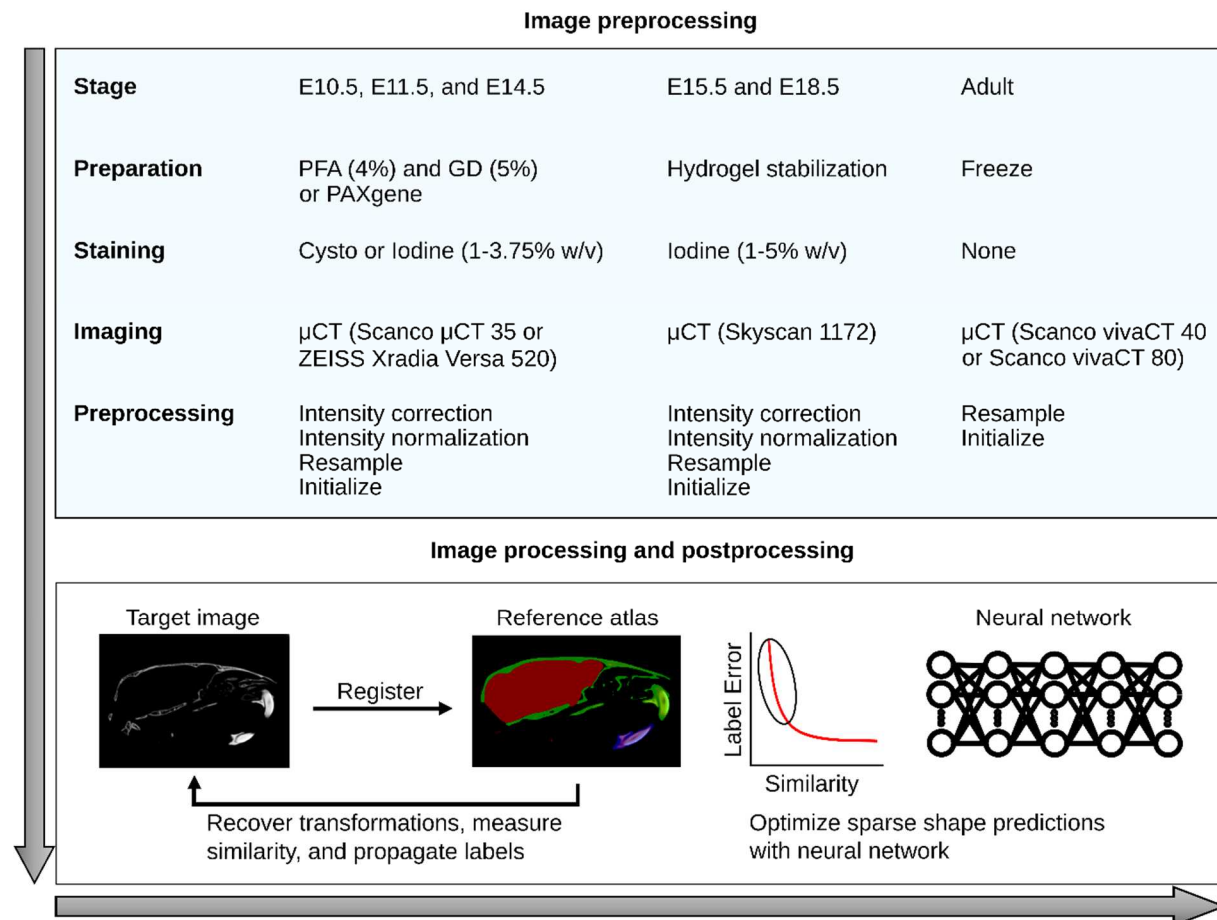 Image preprocessing
Stage
E10.5, E11.5, and E14.5
E15.5 and E18.5
Adult
Preparation
PFA (4%) and GD (5%)
or PAXgene
Hydrogel stabilization
Freeze
Staining
Cysto or Iodine (1-3.75% w/v)
Iodine (1-5% w/v)
None
Imaging
μCT (Scanco μCT 35 or
ZEISS Xradia Versa 520)
μCT (Skyscan 1172)
μCT (Scanco vivaCT 40
or Scanco vivaCT 80)
Preprocessing
Intensity correction
Intensity normalization
Resample
Initialize
Intensity correction
Intensity normalization
Resample
Initialize
Resample
Initialize
Image processing and postprocessing
Target image
Register
Reference atlas
Recover transformations, measure
similarity, and propagate labels
Label Error
Similarity
Neural network
Optimize sparse shape predictions
with neural network